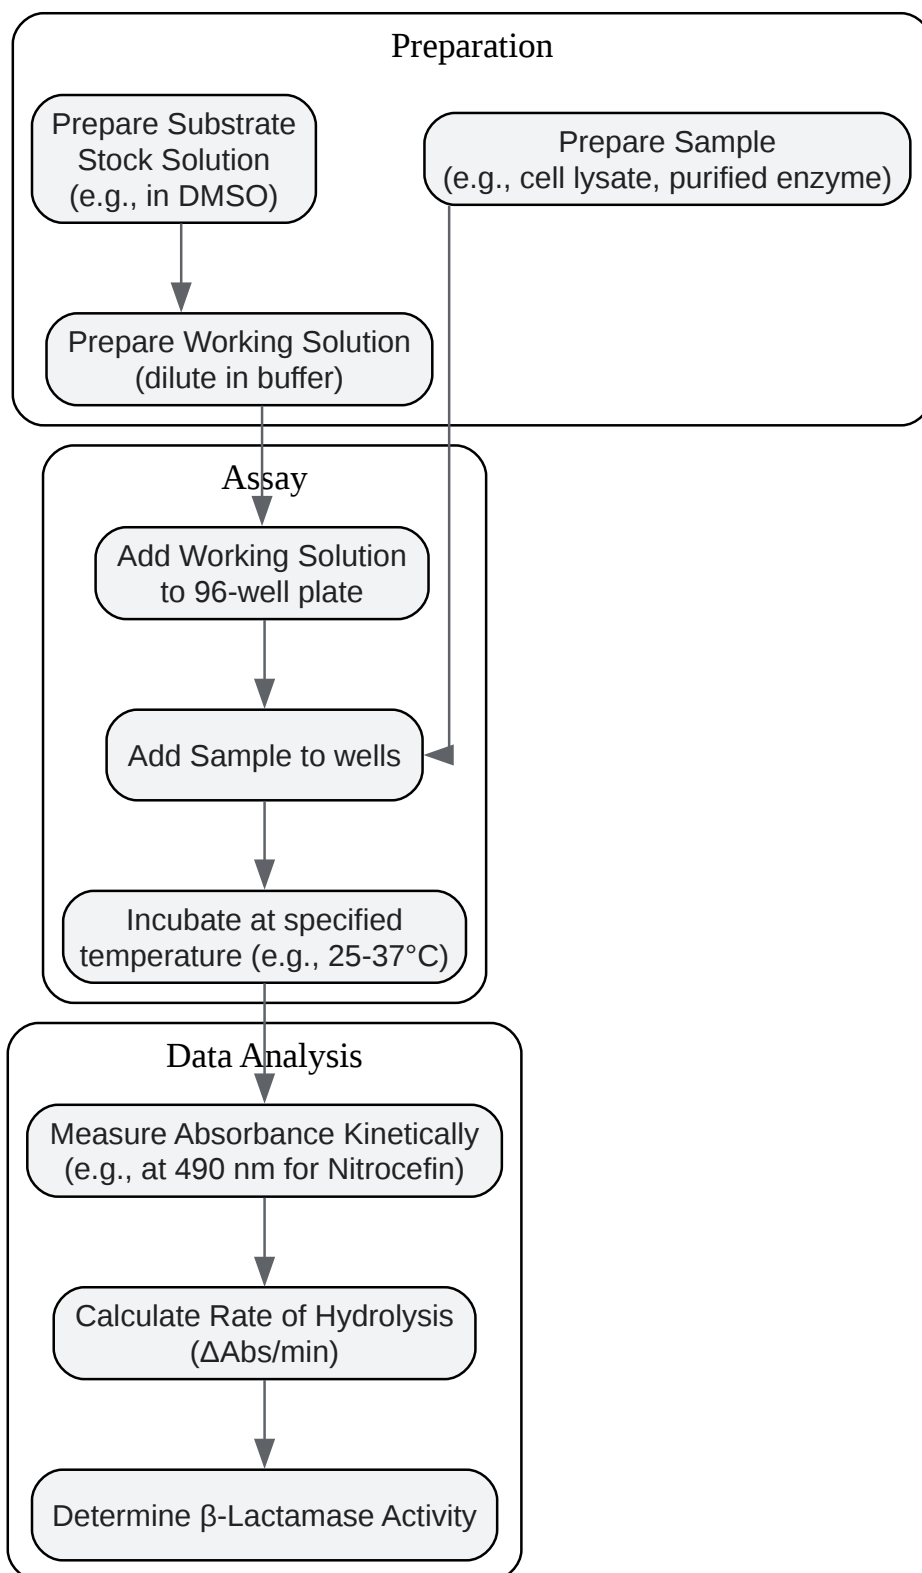 Preparation
Prepare Substrate
Stock Solution
(e.g., in DMSO)
Prepare Sample
(e.g., cell lysate, purified enzyme)
Prepare Working Solution
(dilute in buffer)
Assay
Add Working Solution
to 96-well plate
Add Sample to wells
Incubate at specified
temperature (e.g., 25-37°C)
Data Analysis
Measure Absorbance Kinetically
(e.g., at 490 nm for Nitrocefin)
Calculate Rate of Hydrolysis
(ΔAbs/min)
Determine β-Lactamase Activity